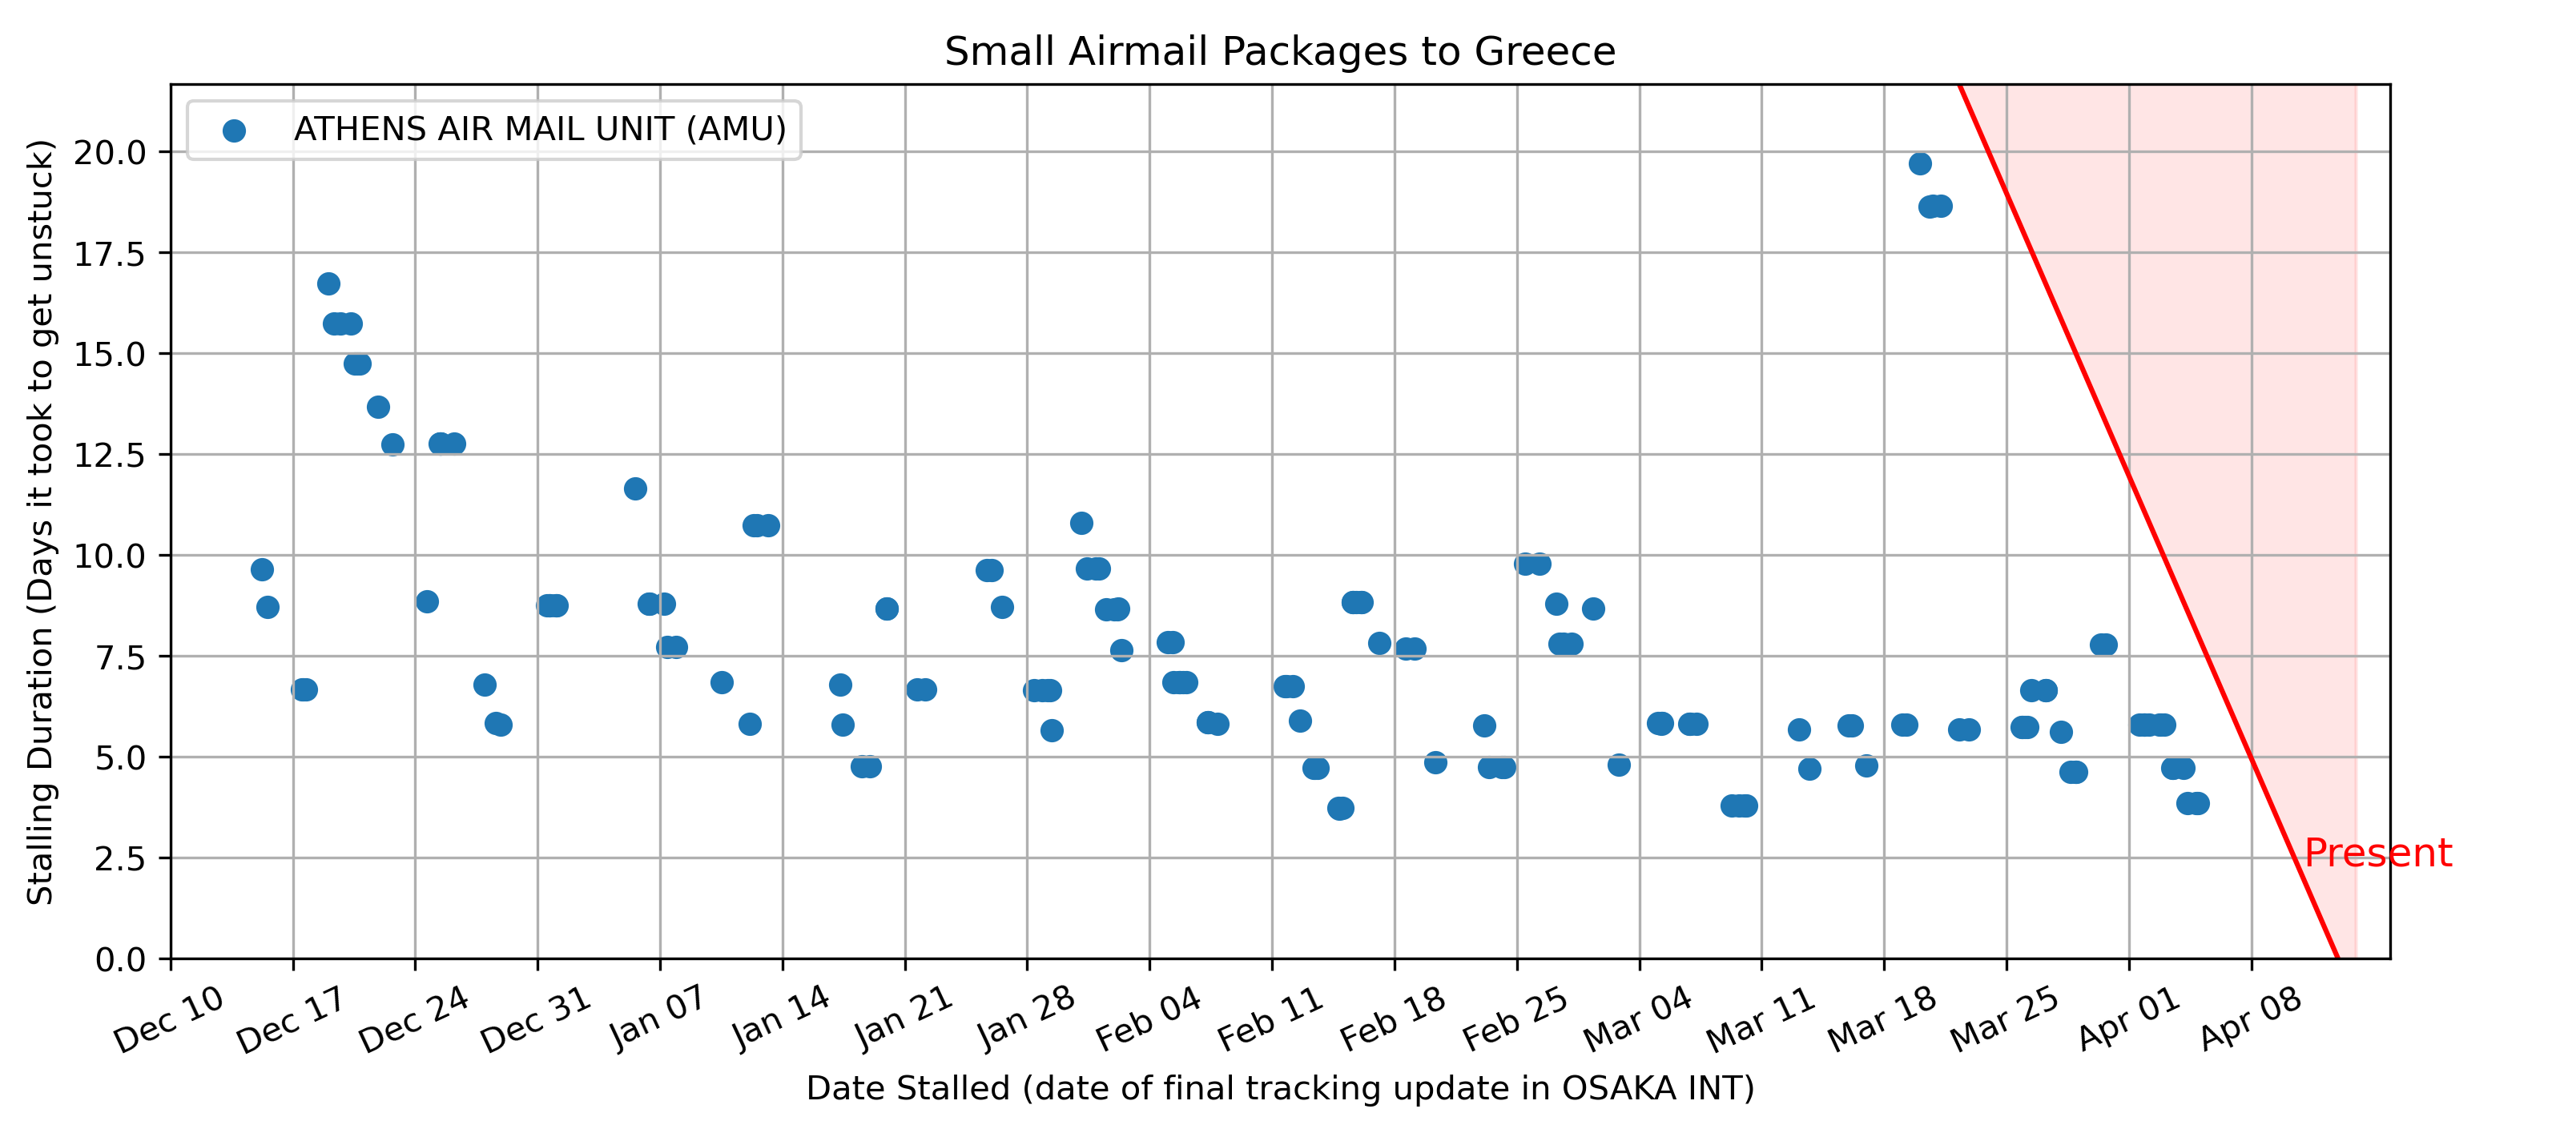 Small Airmail Packages to Greece
ATHENS AIR MAIL UNIT (AMU)
Stalling Duration (Days it took to get unstuck)
20.0
17.5
15.0
12.5
10.0
7.5
5.0
2.5
0.0
Present
Dec 10
Dec 17
Dec 24
Dec 31
Jan 07
Jan 14
Jan 21
Jan 28
Feb 04
Feb 11
Feb 18
Feb 25
Mar 04
Mar 11
Mar 18
Mar 25
Apr 01
Apr 08
Date Stalled (date of final tracking update in OSAKA INT)